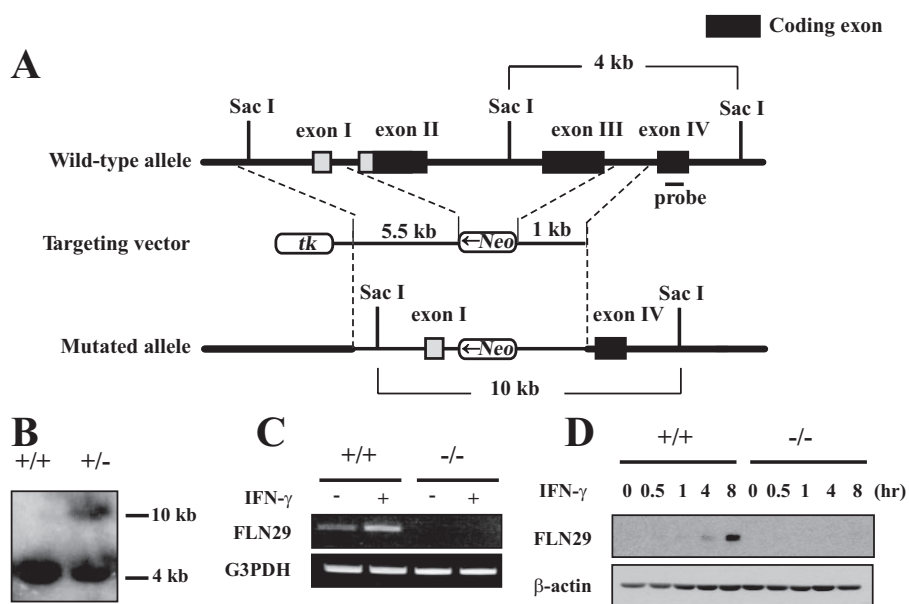 Coding exon
A
4 kb
Sac I Sac I Sac I
exon I exon II exon III exon IV
Wild-type allele
probe
Targeting vector tk 5.5 kb ←Neo 1 kb
Sac I Sac I
exon I exon IV
Mutated allele ←Neo
10 kb
B
+/+ +/-
10 kb
4 kb
C
+/+ -/-
IFN-γ - + - +
FLN29
G3PDH
D
+/+ -/-
IFN-γ 0 0.5 1 4 8 0 0.5 1 4 8 (hr)
FLN29
β-actin